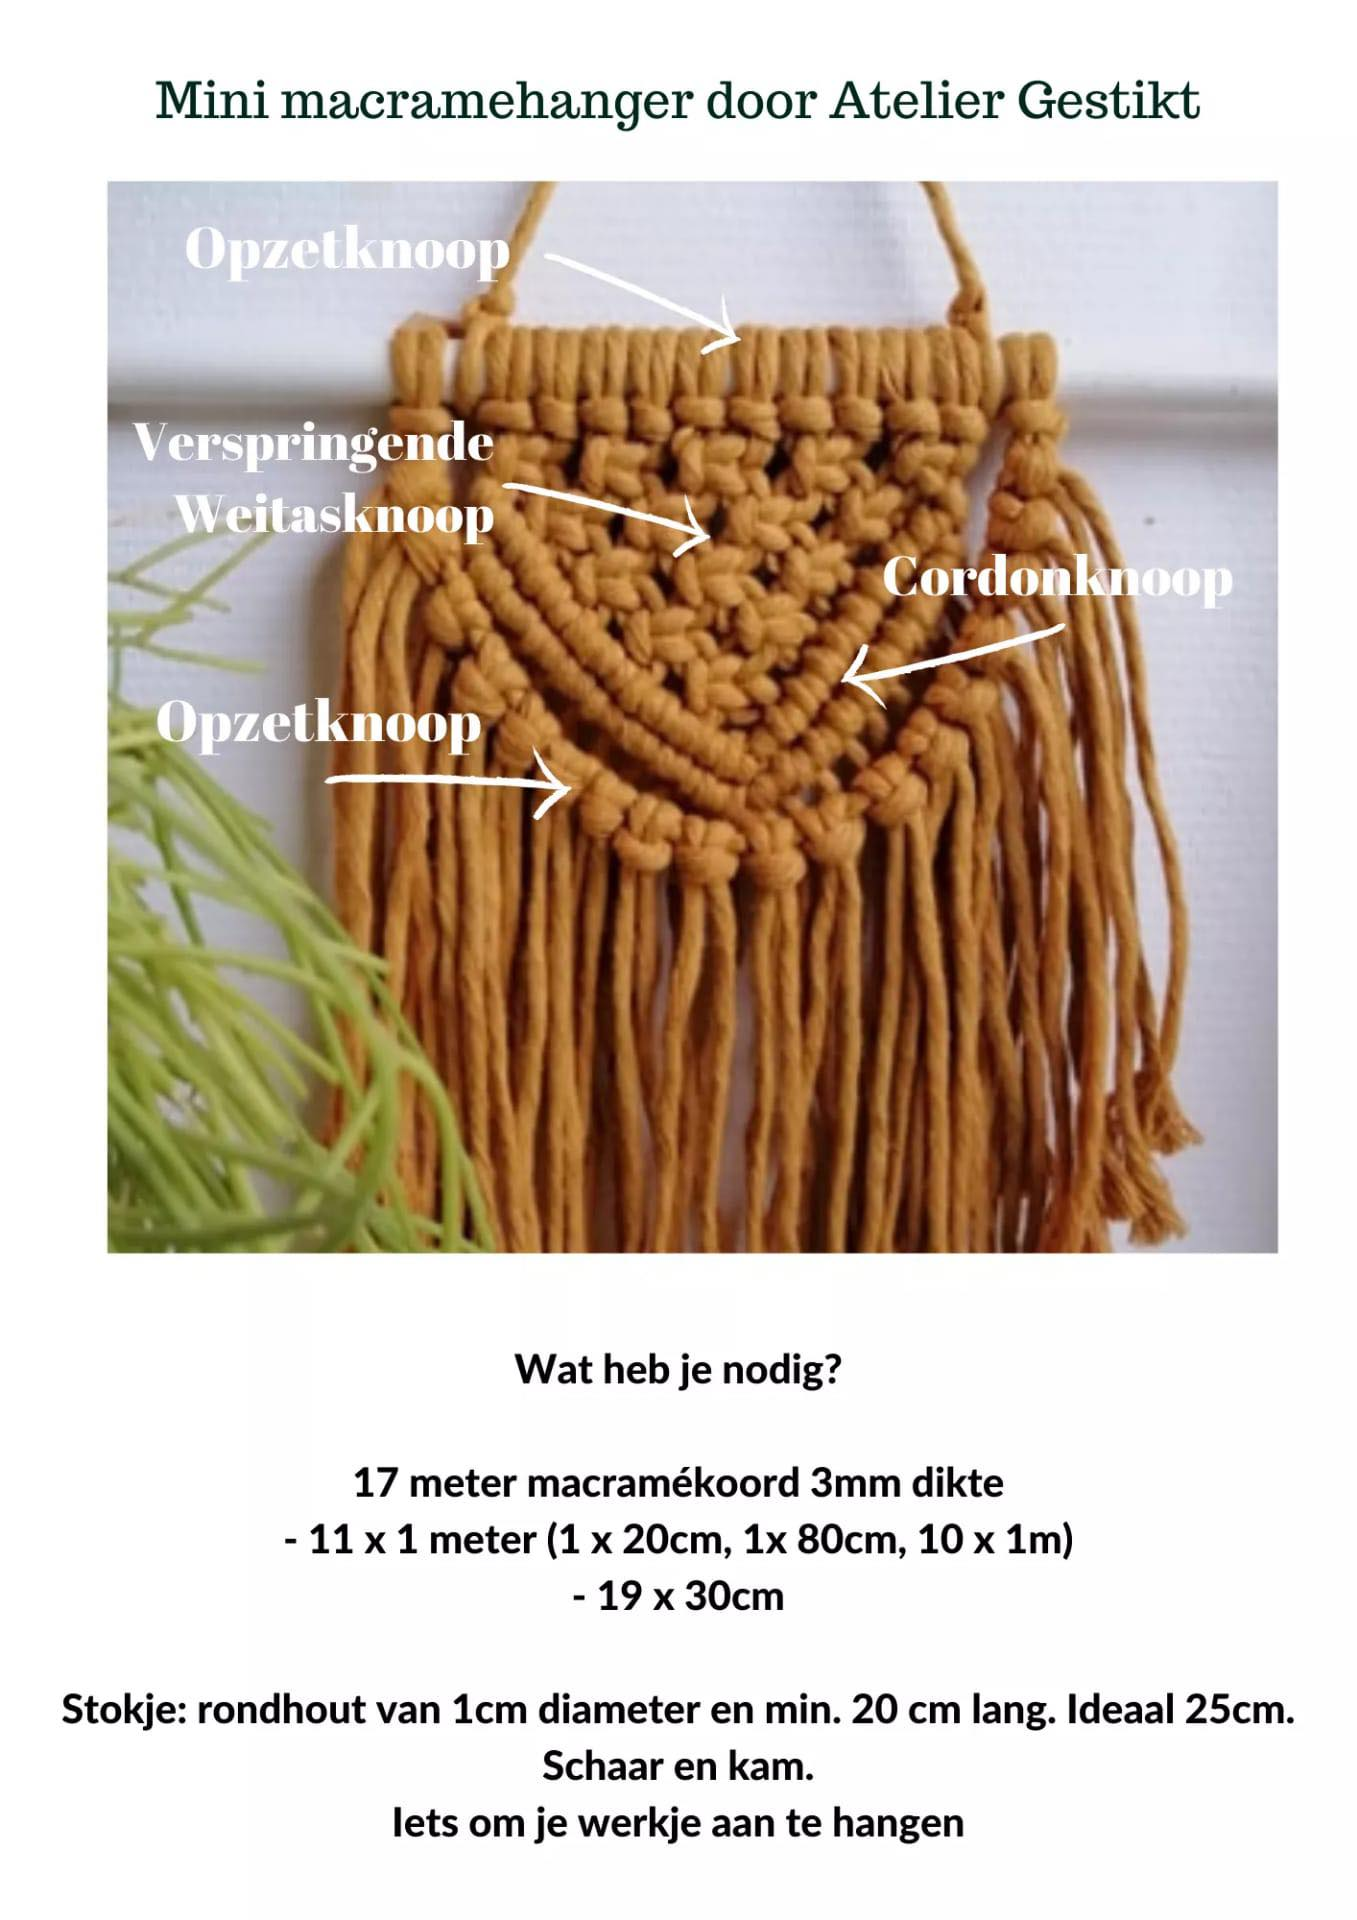 Mini macramehanger door Atelier Gestikt
Opzetknoop
Verspringende
Weitasknoop
Cordonknoop
Opzetknoop
Wat heb je nodig?
17 meter macramékoord 3mm dikte
- 11 x 1 meter (1 x 20cm, 1x 80cm, 10 x 1m)
- 19 x 30cm
Stokje: rondhout van 1cm diameter en min. 20 cm lang. Ideaal 25cm.
Schaar en kam.
Iets om je werkje aan te hangen